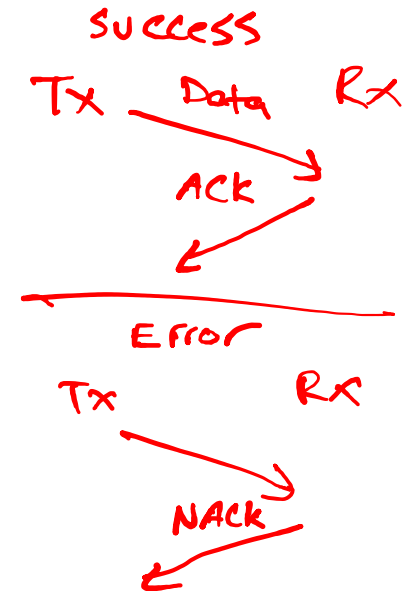 Success
Tx Data Rx
ACK
Error
Tx Rx
NACK